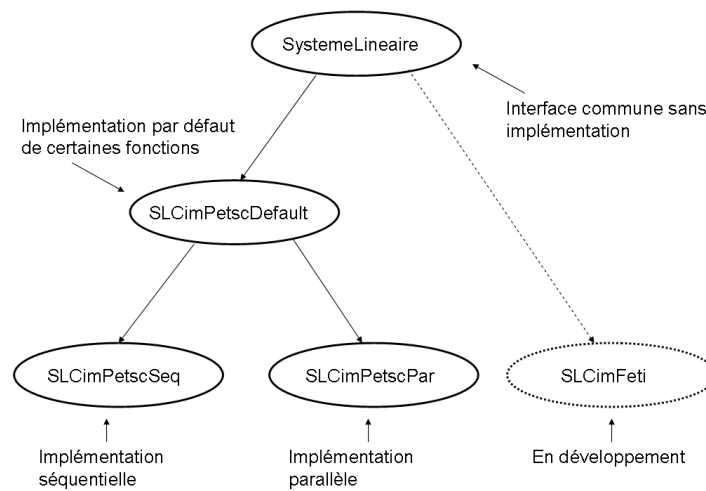 SystemeLineaire
Interface commune sans
implémentation
Implémentation par défaut
de certaines fonctions
SLCimPetscDefault
SLCimPetscSeq
SLCimPetscPar
SLCimFeti
Implémentation
séquentielle
Implémentation
parallèle
En développement